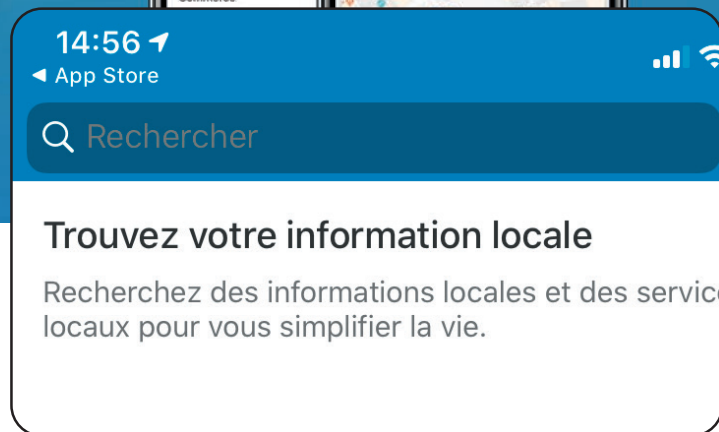 14:56
◀ App Store
Rechercher
Trouvez votre information locale
Recherchez des informations locales et des service
locaux pour vous simplifier la vie.